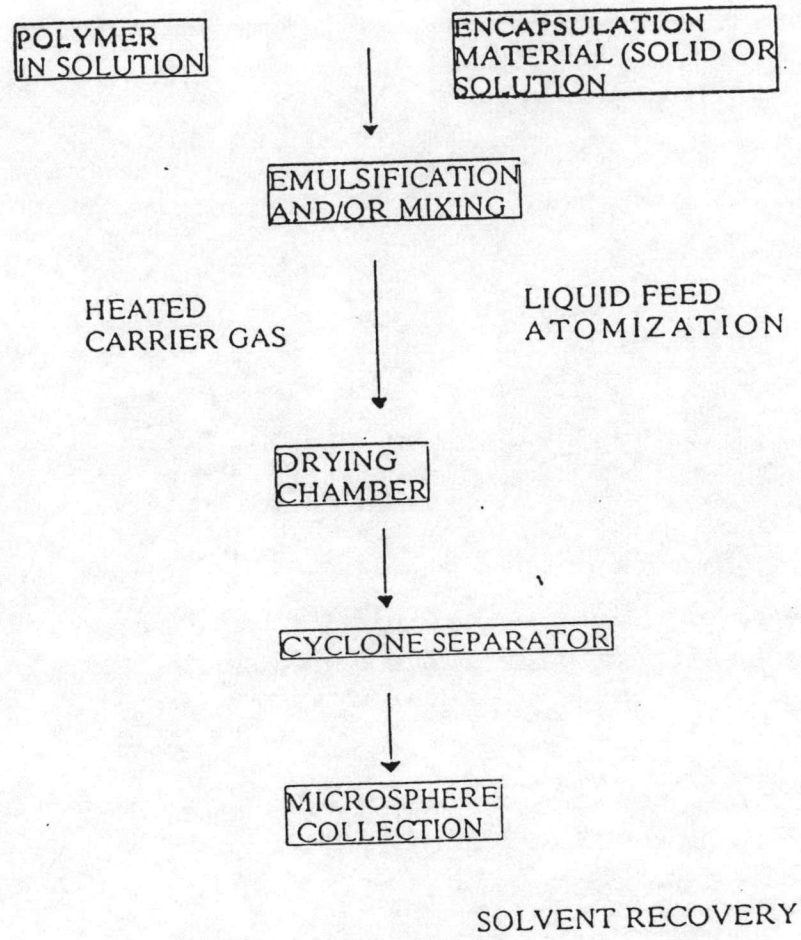 POLYMER
IN SOLUTION
ENCAPSULATION
MATERIAL (SOLID OR
SOLUTION
EMULSIFICATION
AND/OR MIXING
HEATED
CARRIER GAS
LIQUID FEED
ATOMIZATION
DRYING
CHAMBER
CYCLONE SEPARATOR
MICROSPHERE
COLLECTION
SOLVENT RECOVERY